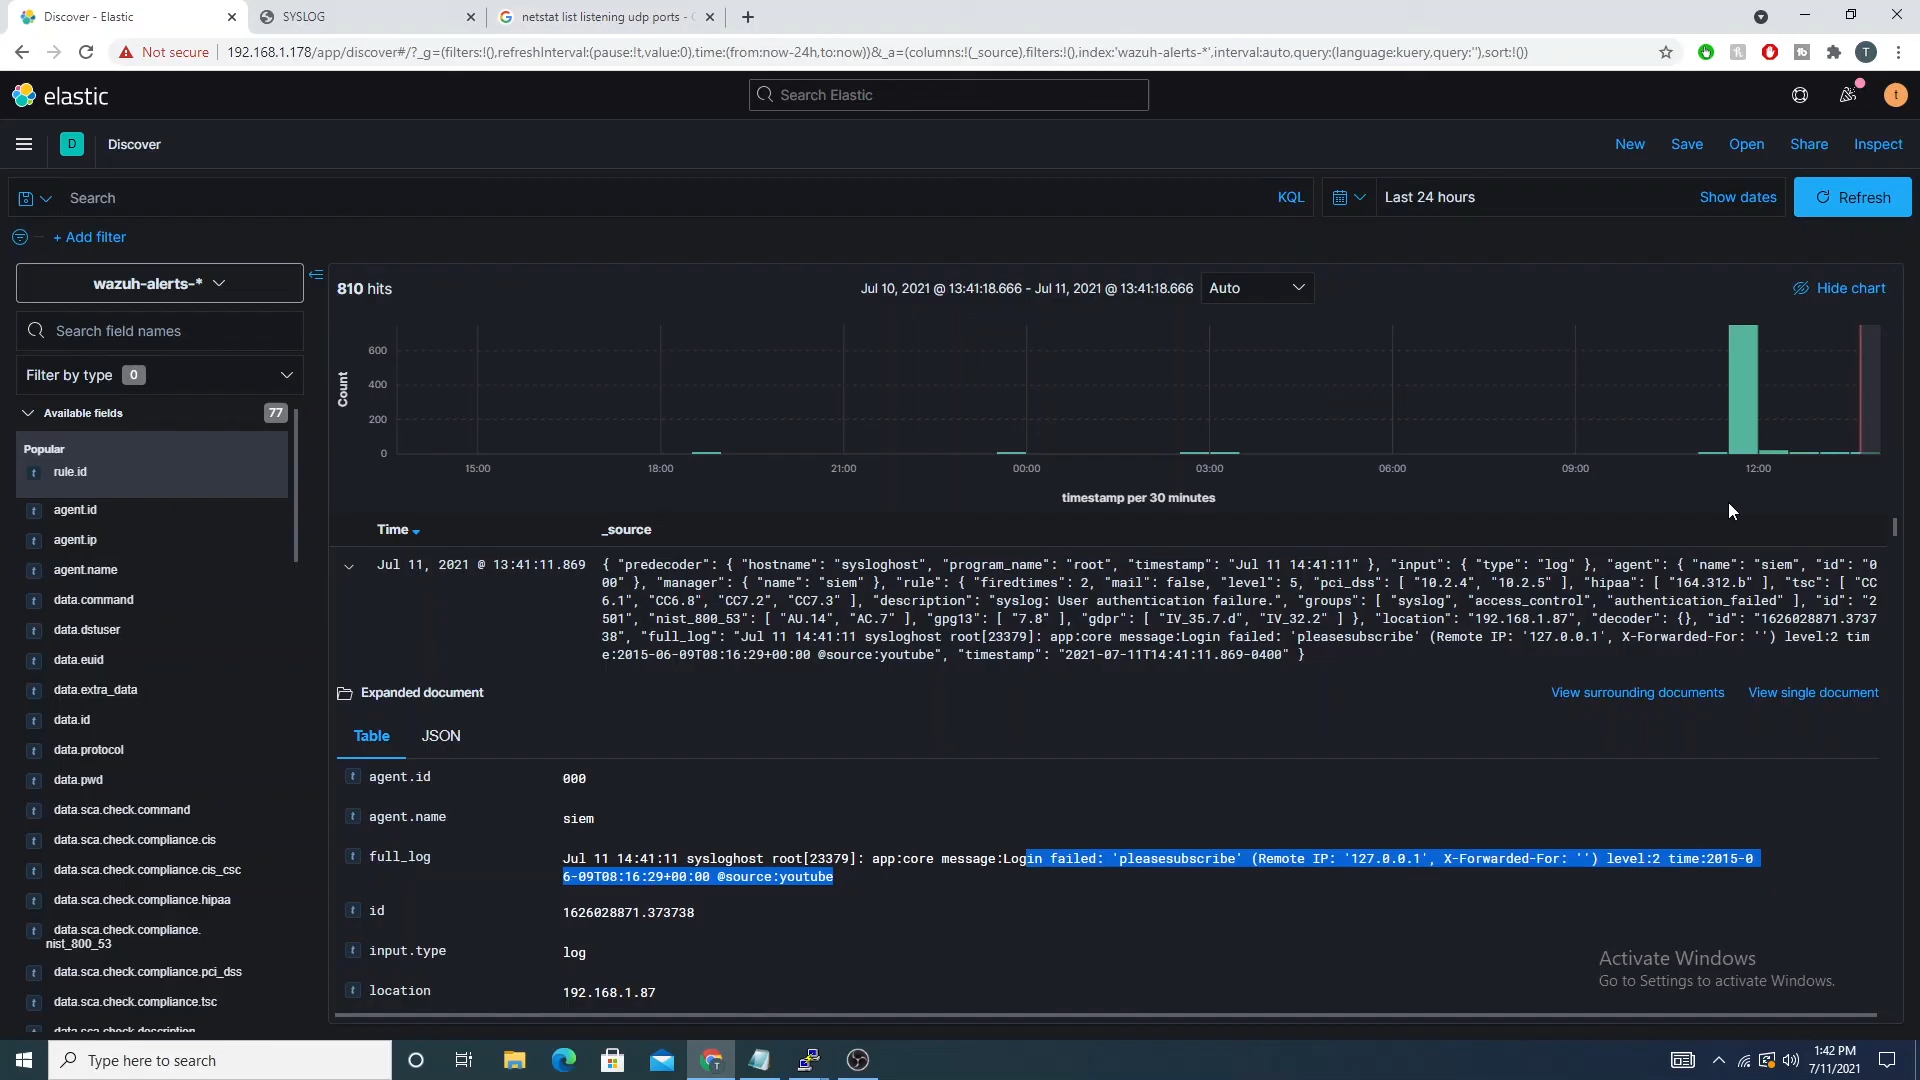 Discover - Elastic
SYSLOG
netstat list listening udp ports -
Not secure
192.168.1.178/app/discover#/?_g=(filters:!(),refreshInterval:(pause:!t,value:0),time:(from:now-24h,to:now))&_a=(columns:!(_source),filters:!(),index:'wazuh-alerts-*',interval:auto,query:(language:kuery,query:''),sort:!())
T
elastic
Search Elastic
t
D
Discover
New
Save
Open
Share
Inspect
Search
KQL
Last 24 hours
Show dates
Refresh
+ Add filter
wazuh-alerts-*
Search field names
Filter by type 0
Available fields 77
Popular
t rule.id
t agent.id
t agent.ip
t agent.name
t data.command
t data.dstuser
t data.euid
t data.extra_data
t data.id
t data.protocol
t data.pwd
t data.sca.check.command
t data.sca.check.compliance.cis
t data.sca.check.compliance.cis_csc
t data.sca.check.compliance.hipaa
t data.sca.check.compliance.
nist_800_53
t data.sca.check.compliance.pci_dss
t data.sca.check.compliance.tsc
data.sca.check.description
810 hits
Jul 10, 2021 @ 13:41:18.666 - Jul 11, 2021 @ 13:41:18.666
Auto
Hide chart
Count
600
400
200
0
15:00
18:00
21:00
00:00
03:00
06:00
09:00
12:00
timestamp per 30 minutes
Time
_source
Jul 11, 2021 @ 13:41:11.869
{ "predecoder": { "hostname": "sysloghost", "program_name": "root", "timestamp": "Jul 11 14:41:11" }, "input": { "type": "log" }, "agent": { "name": "siem", "id": "0
00" }, "manager": { "name": "siem" }, "rule": { "firedtimes": 2, "mail": false, "level": 5, "pci_dss": [ "10.2.4", "10.2.5" ], "hipaa": [ "164.312.b" ], "tsc": [ "CC
6.1", "CC6.8", "CC7.2", "CC7.3" ], "description": "syslog: User authentication failure.", "groups": [ "syslog", "access_control", "authentication_failed" ], "id": "2
501", "nist_800_53": [ "AU.14", "AC.7" ], "gpg13": [ "7.8" ], "gdpr": [ "IV_35.7.d", "IV_32.2" ] }, "location": "192.168.1.87", "decoder": {}, "id": "1626028871.3737
38", "full_log": "Jul 11 14:41:11 sysloghost root[23379]: app:core message:Login failed: 'pleasesubscribe' (Remote IP: '127.0.0.1', X-Forwarded-For: '') level:2 tim
e:2015-06-09T08:16:29+00:00 @source:youtube", "timestamp": "2021-07-11T14:41:11.869-0400" }
Expanded document
View surrounding documents
View single document
Table
JSON
t agent.id
000
t agent.name
siem
t full_log
Jul 11 14:41:11 sysloghost root[23379]: app:core message:Login failed: 'pleasesubscribe' (Remote IP: '127.0.0.1', X-Forwarded-For: '') level:2 time:2015-0
6-09T08:16:29+00:00 @source:youtube
t id
1626028871.373738
t input.type
log
t location
192.168.1.87
Activate Windows
Go to Settings to activate Windows.
Type here to search
1:42 PM
7/11/2021